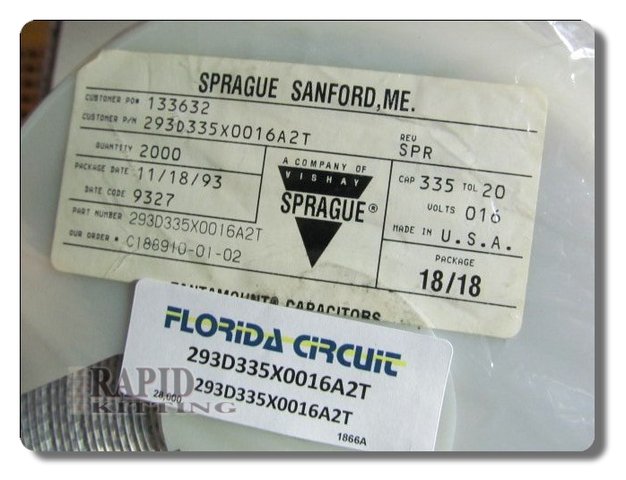 SPRAGUE SANFORD,ME.
CUSTOMER PO# 133632
CUSTOMER P/N 293D335X0016A2T
REV
SPR
QUANTITY 2000
PACKAGE DATE 11/18/93
DATE CODE 9327
PART NUMBER 293D335X0016A2T
OUR ORDER # C188910-01-02
A COMPANY OF
VISHAY
SPRAGUE®
CAP 335 TOL 20
VOLTS 016
MADE IN U.S.A.
PACKAGE
18/18
TANTAMOUNT® CAPACITORS
FLORIDA CIRCUIT
293D335X0016A2T
293D335X0016A2T
28,000
1866A
RAPID
KITTING